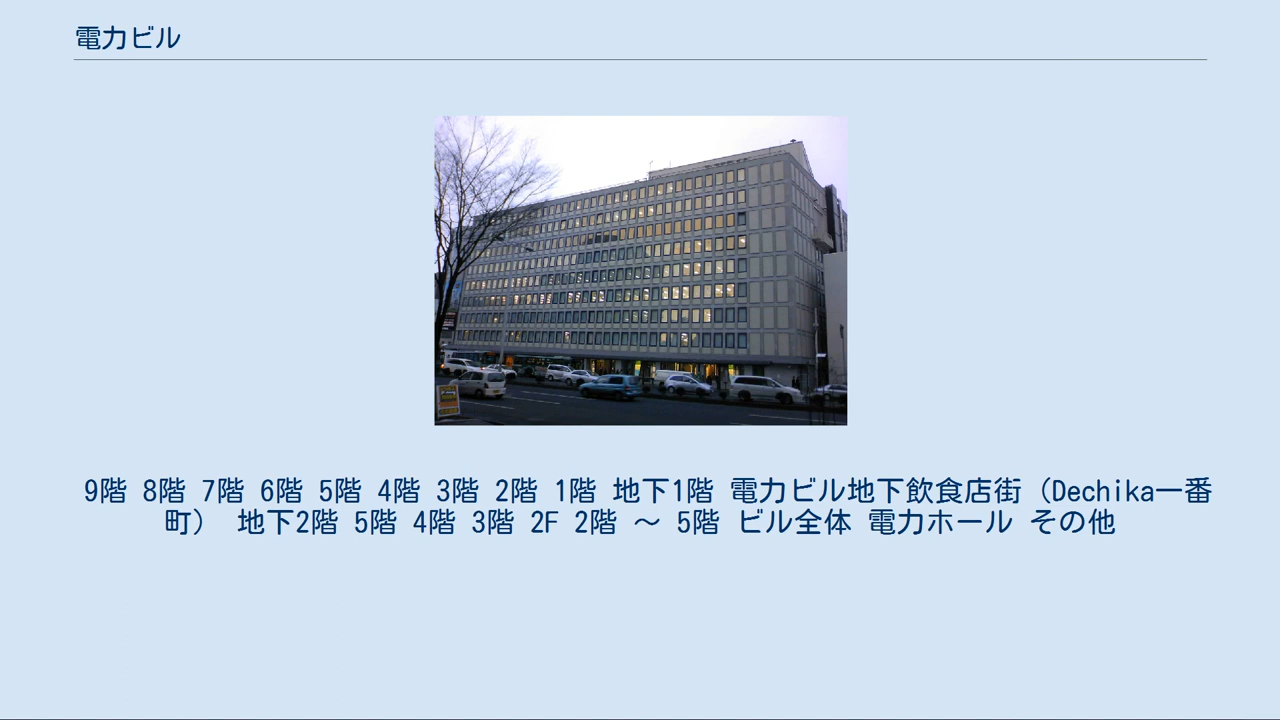 電力ビル
9階 8階 7階 6階 5階 4階 3階 2階 1階 地下1階 電力ビル地下飲食店街（Dechika一番
町） 地下2階 5階 4階 3階 2F 2階 ～ 5階 ビル全体 電力ホール その他